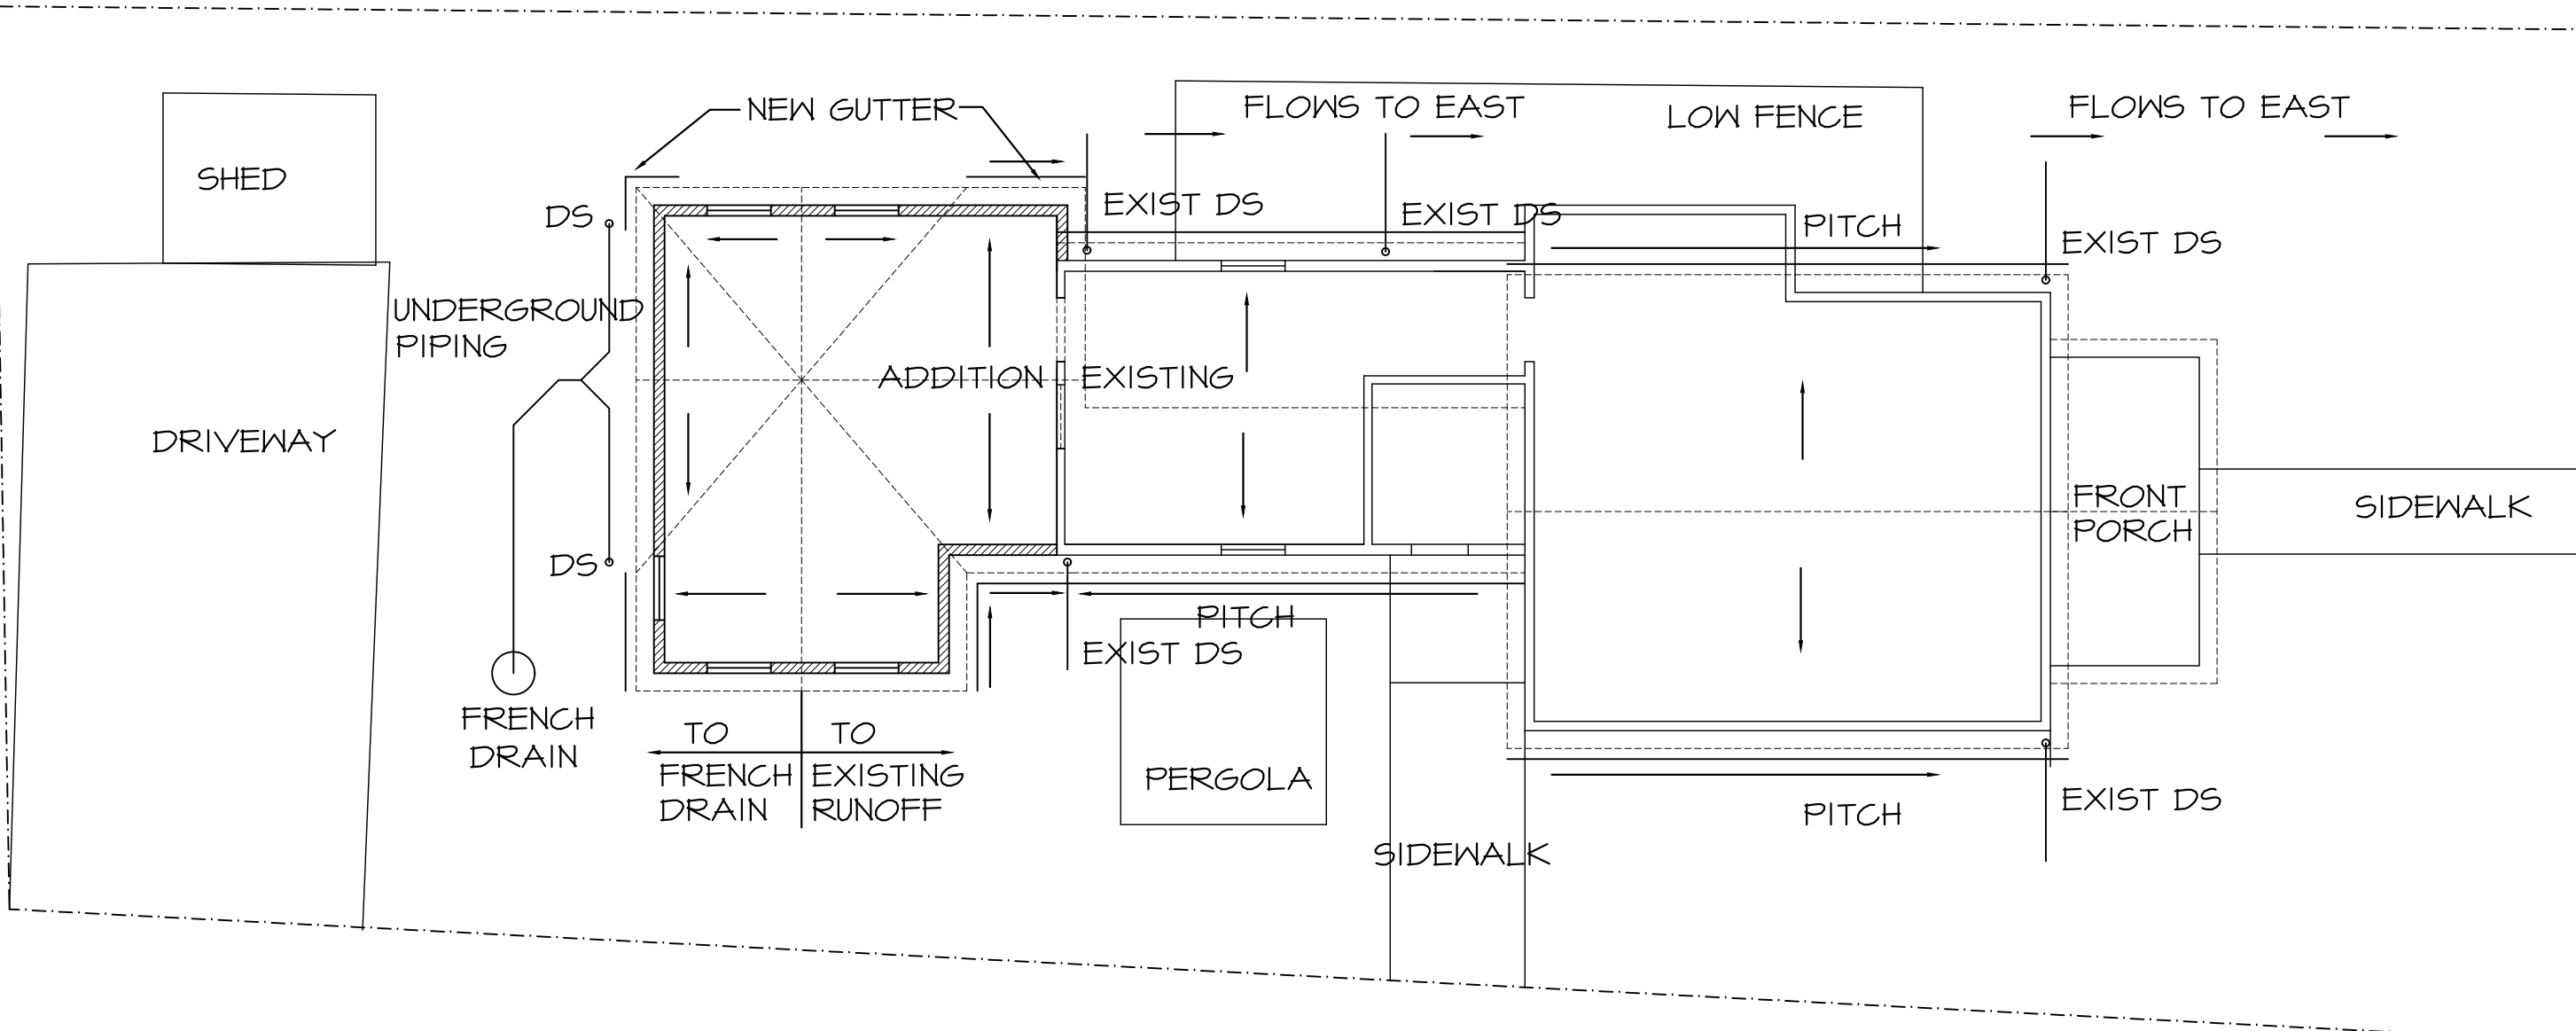 NEW GUTTER
FLOWS TO EAST
LOW FENCE
FLOWS TO EAST
SHED
DS
EXIST DS
EXIST DS
PITCH
EXIST DS
UNDERGROUND
PIPING
ADDITION
EXISTING
DRIVEWAY
FRONT
PORCH
SIDEWALK
DS
PITCH
EXIST DS
FRENCH
DRAIN
TO
FRENCH
DRAIN
TO
EXISTING
RUNOFF
PERGOLA
PITCH
EXIST DS
SIDEWALK